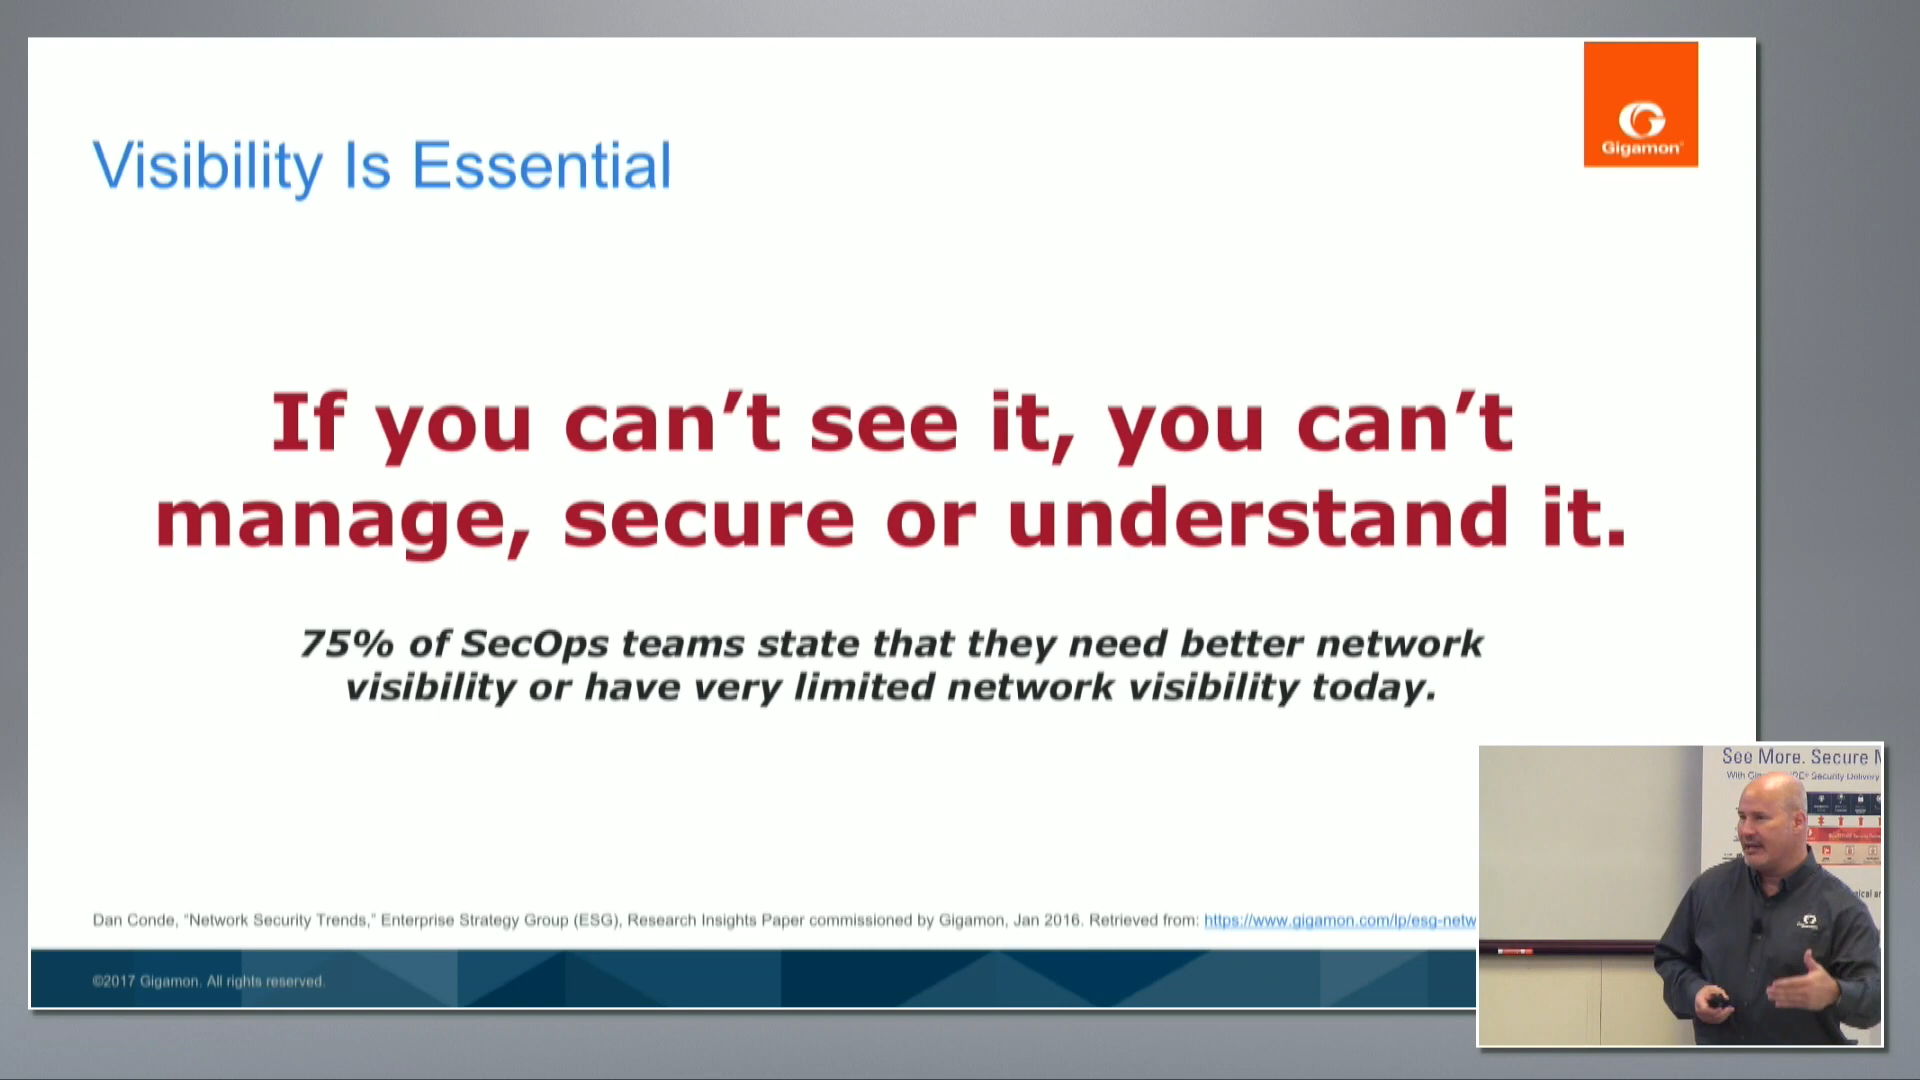 Gigamon
Visibility Is Essential
If you can’t see it, you can’t
manage, secure or understand it.
75% of SecOps teams state that they need better network
visibility or have very limited network visibility today.
See More. Secure
Security Delivery
Dan Conde, “Network Security Trends,” Enterprise Strategy Group (ESG), Research Insights Paper commissioned by Gigamon, Jan 2016. Retrieved from: https://www.gigamon.com/lp/esg-netw
©2017 Gigamon. All rights reserved.